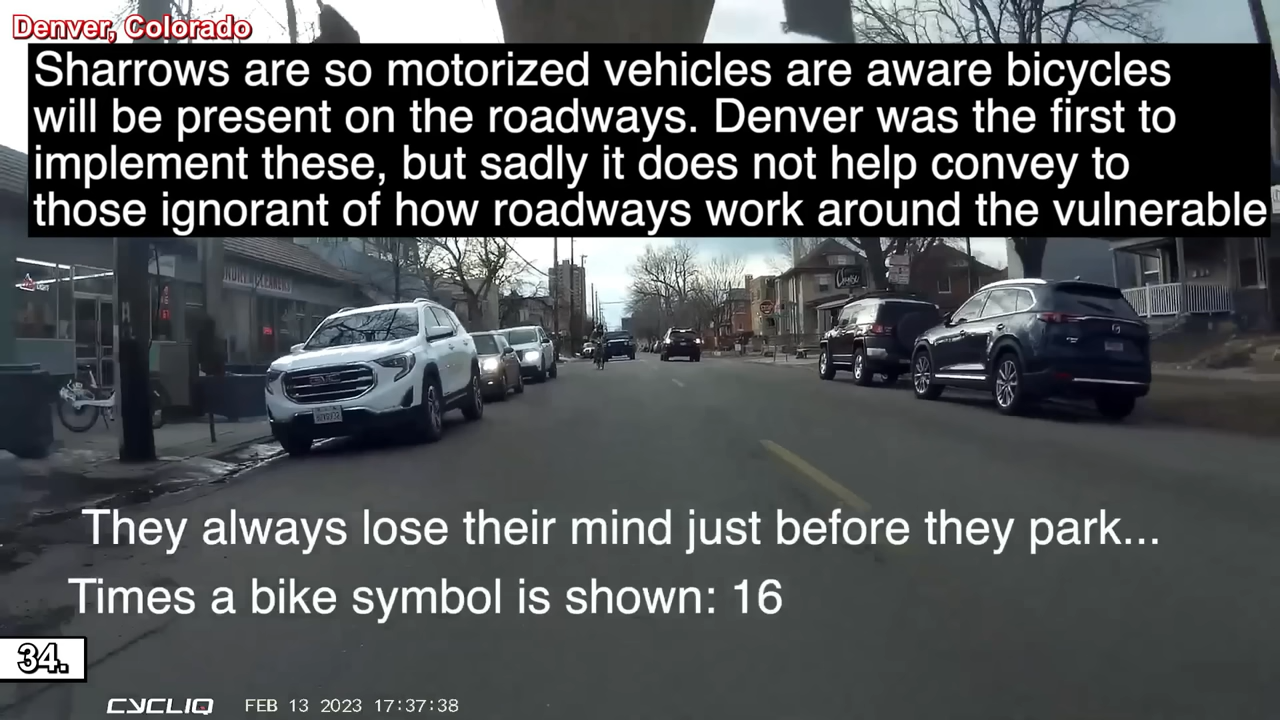 Denver, Colorado
Sharrows are so motorized vehicles are aware bicycles
will be present on the roadways. Denver was the first to
implement these, but sadly it does not help convey to
those ignorant of how roadways work around the vulnerable
They always lose their mind just before they park...
Times a bike symbol is shown: 16
34.
CYCLIQ FEB 13 2023 17:37:38